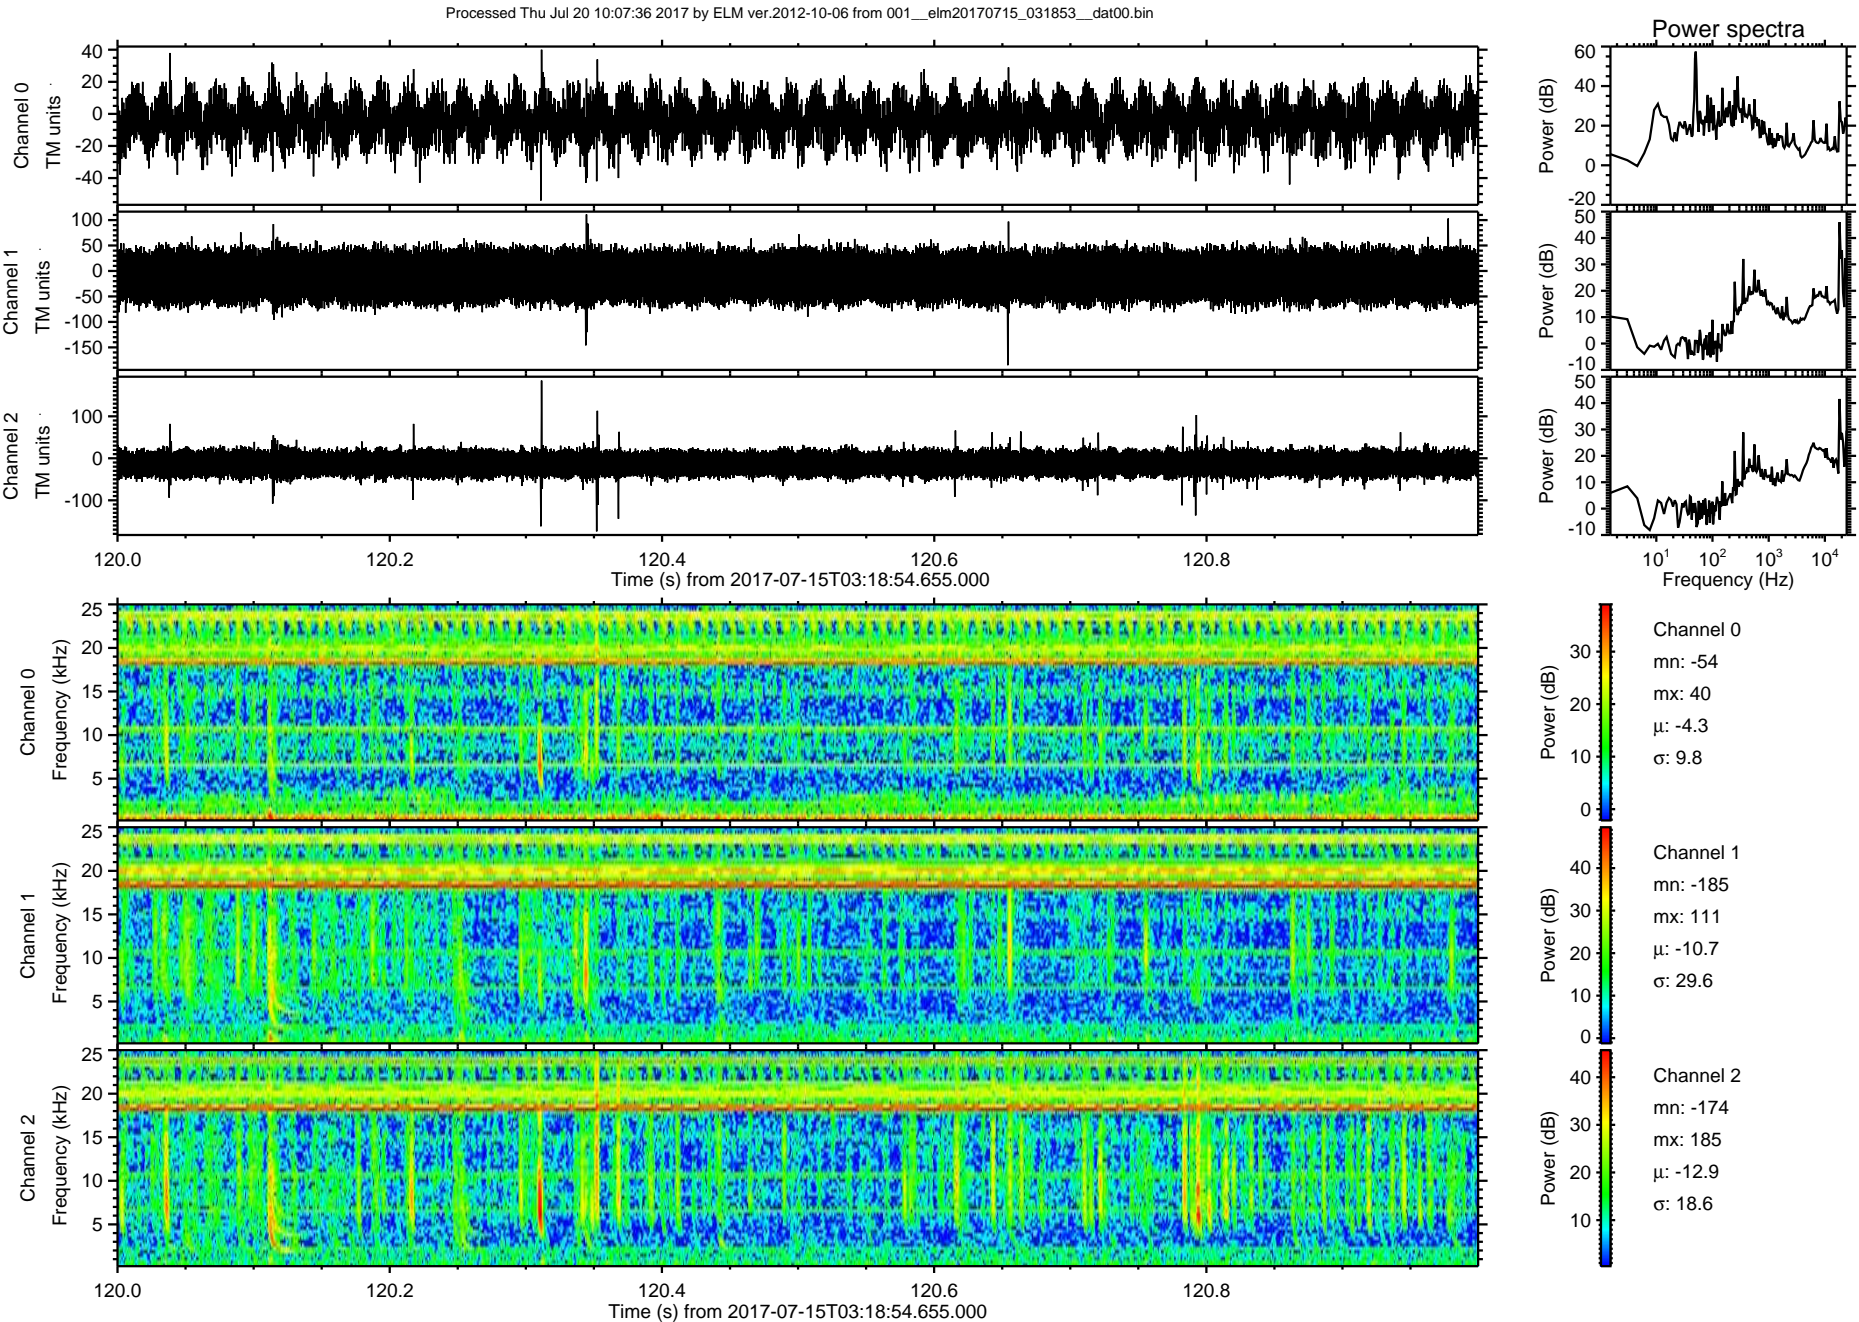 Processed Thu Jul 20 10:07:36 2017 by ELM ver.2012-10-06 from 001__elm20170715_031853__dat00.bin
Power spectra
Channel 0
TM units
40
20
0
-20
-40
Power (dB)
60
40
20
0
-20
Channel 1
TM units
100
50
0
-50
-100
-150
Power (dB)
50
40
30
20
10
0
-10
Channel 2
TM units
100
0
-100
Power (dB)
50
40
30
20
10
0
-10
120.0 120.2 120.4 120.6 120.8
Time (s) from 2017-07-15T03:18:54.655.000
10¹ 10² 10³ 10⁴
Frequency (Hz)
Channel 0
Frequency (kHz)
25
20
15
10
5
Power (dB)
30
20
10
0
Channel 0
mn: -54
mx: 40
μ: -4.3
σ: 9.8
Channel 1
Frequency (kHz)
25
20
15
10
5
Power (dB)
40
30
20
10
0
Channel 1
mn: -185
mx: 111
μ: -10.7
σ: 29.6
Channel 2
Frequency (kHz)
25
20
15
10
5
Power (dB)
40
30
20
10
Channel 2
mn: -174
mx: 185
μ: -12.9
σ: 18.6
120.0 120.2 120.4 120.6 120.8
Time (s) from 2017-07-15T03:18:54.655.000